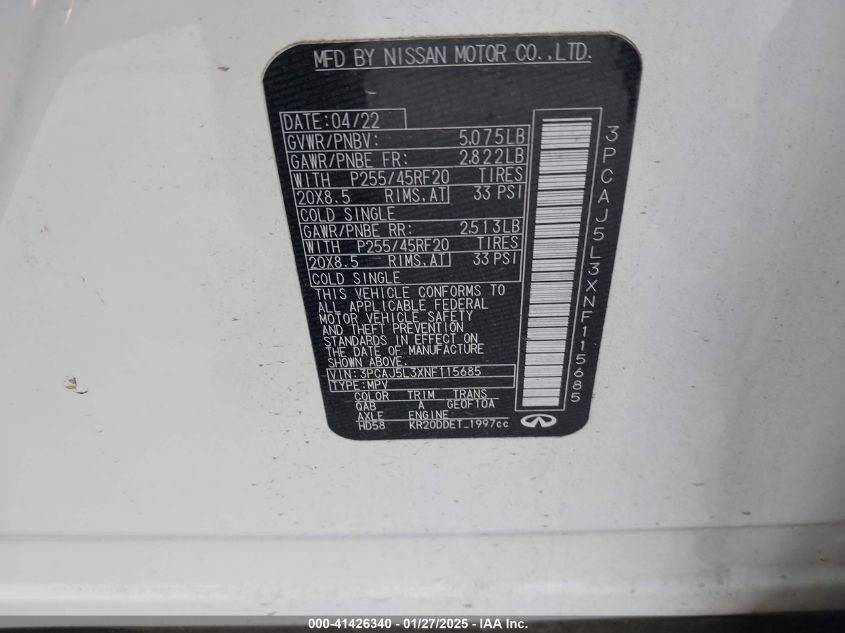 MFD BY NISSAN MOTOR CO.,LTD.
DATE:04/22
GVWR/PNBV: 5,075LB
GAWR/PNBE FR: 2,822LB
WITH P255/45RF20 TIRES
20X8.5 RIMS,AT 33 PSI
COLD SINGLE
GAWR/PNBE RR: 2,513LB
WITH P255/45RF20 TIRES
20X8.5 RIMS,AT 33 PSI
COLD SINGLE
THIS VEHICLE CONFORMS TO
ALL APPLICABLE FEDERAL
MOTOR VEHICLE SAFETY
AND THEFT PREVENTION
STANDARDS IN EFFECT ON
THE DATE OF MANUFACTURE
SHOWN ABOVE.
VIN: 3PCAJ5L3XNF115685
TYPE:MPV
COLOR TRIM TRANS
QAB A GE0F10A
AXLE ENGINE
HD58 KR20DDET_1997cc
3PCAJ5L3XNF115685
000-41426340 - 01/27/2025 - IAA Inc.